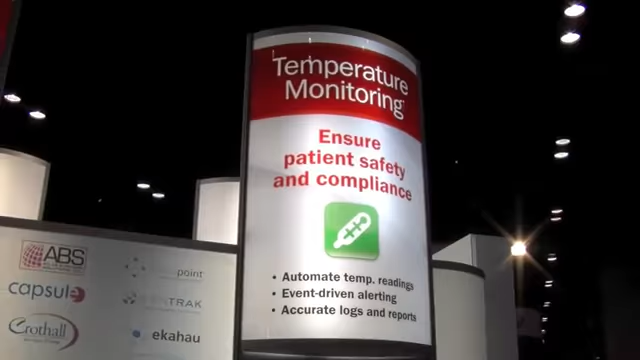 Temperature
Monitoring
Ensure
patient safety
and compliance
• Automate temp. readings
• Event-driven alerting
• Accurate logs and reports
ABS
capsule
Crothall
point
TRAK
ekahau